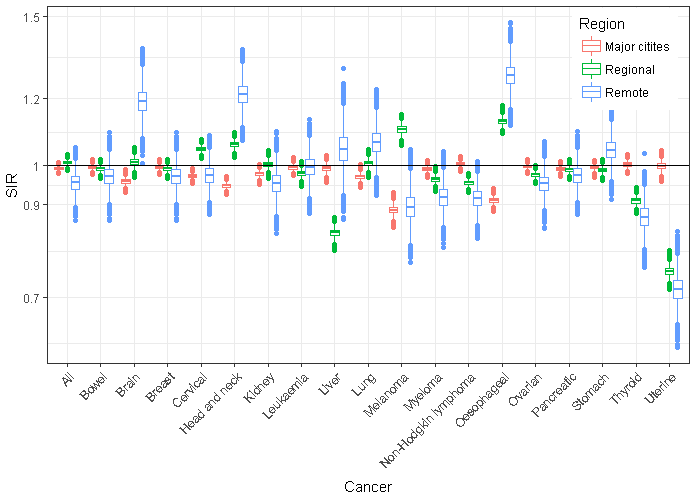 1.5
1.2
1
0.9
0.7
SIR
Region
Major citites
Regional
Remote
All
Bowel
Brain
Breast
Cervical
Head and neck
Kidney
Leukaemia
Liver
Lung
Melanoma
Myeloma
Non-Hodgkin lymphoma
Oesophageal
Ovarian
Pancreatic
Stomach
Thyroid
Uterine
Cancer